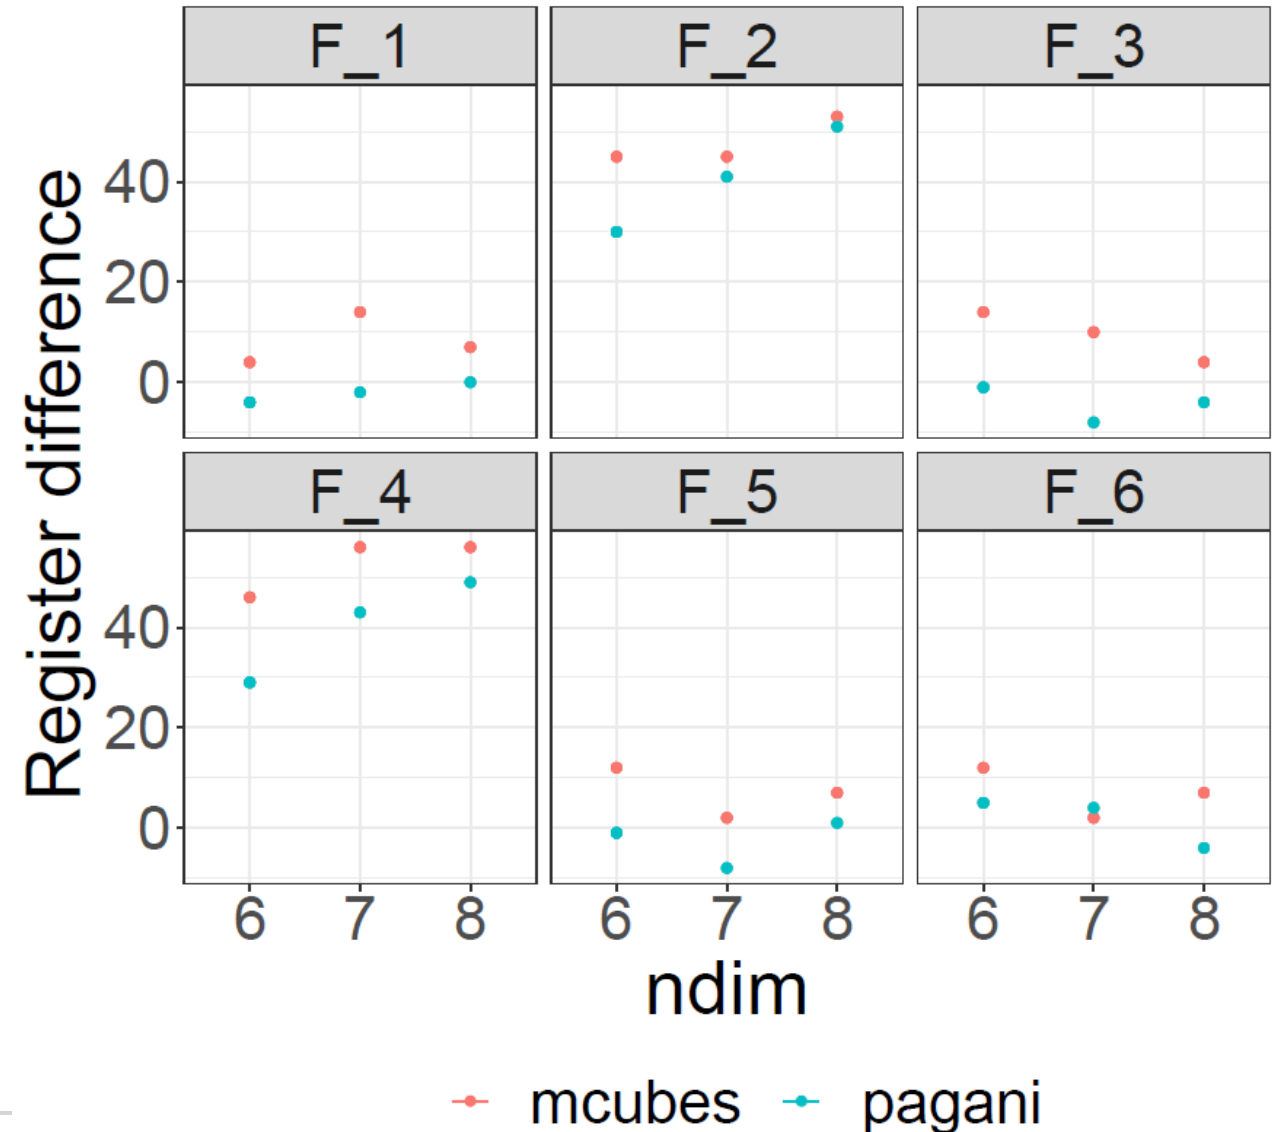 F_1 F_2 F_3
40
20
0
F_4 F_5 F_6
40
20
0
Register difference
6 7 8 6 7 8 6 7 8
ndim
mcubes pagani